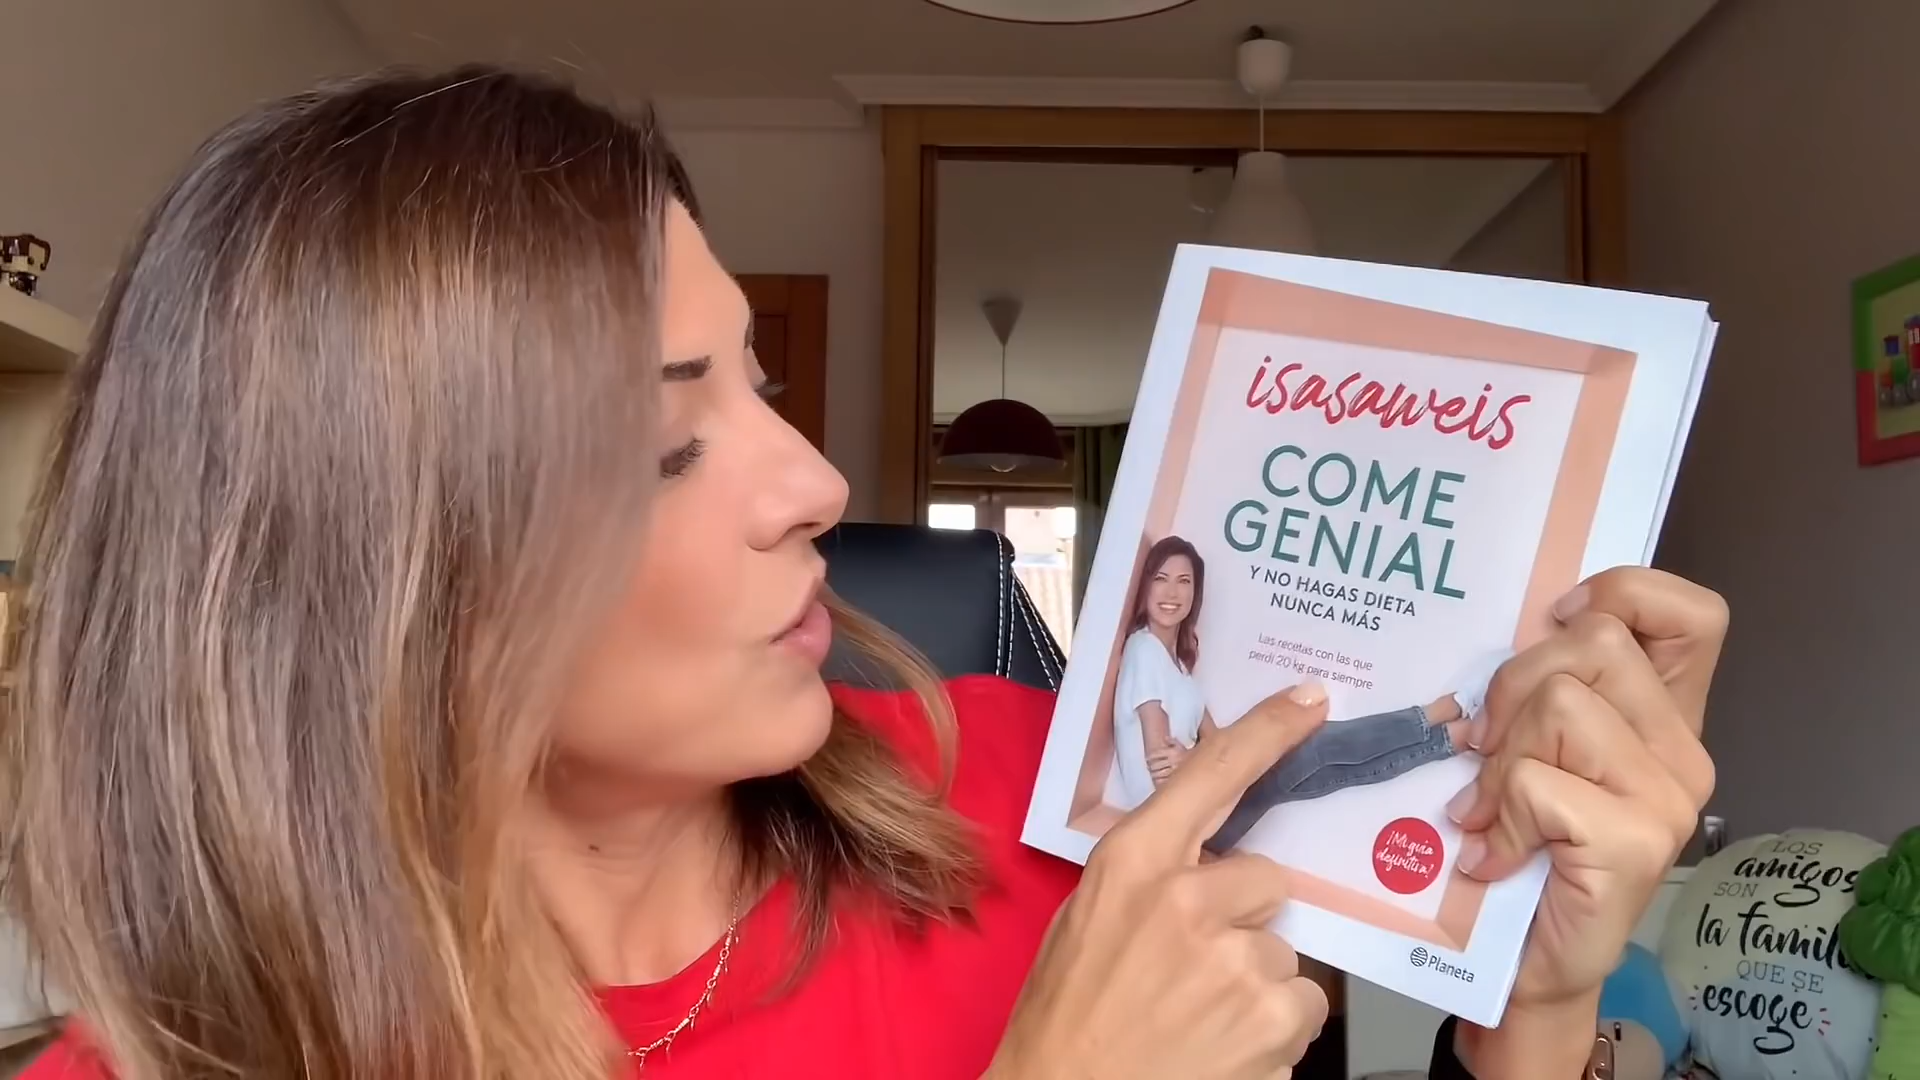 isasaweis
COME
GENIAL
Y NO HAGAS DIETA
NUNCA MÁS
Las recetas con las que
perdí 20 kg para siempre
¡Mi guía
definitiva!
Planeta
LOS
amigos
SON
la famil
QUE SE
escoge